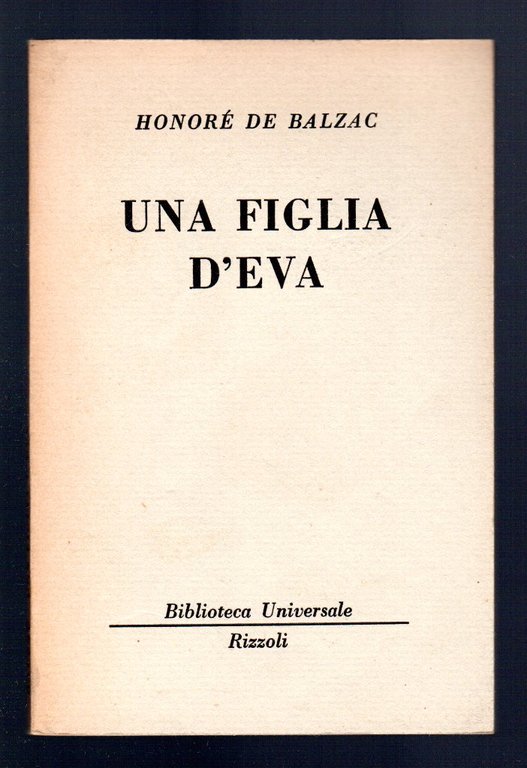 HONORÉ DE BALZAC
UNA FIGLIA
D'EVA
Biblioteca Universale
Rizzoli